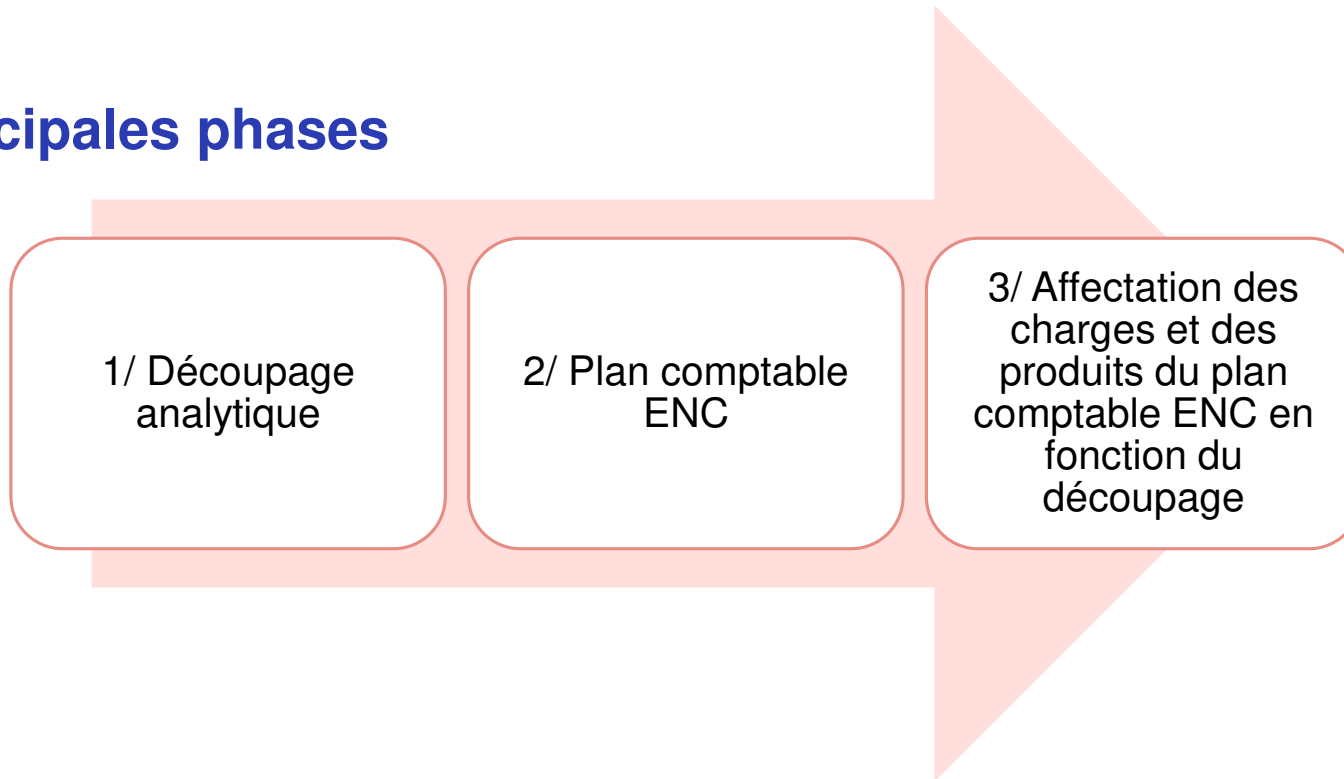 cipales phases
1/ Découpage
analytique
2/ Plan comptable
ENC
3/ Affectation des
charges et des
produits du plan
comptable ENC en
fonction du
découpage